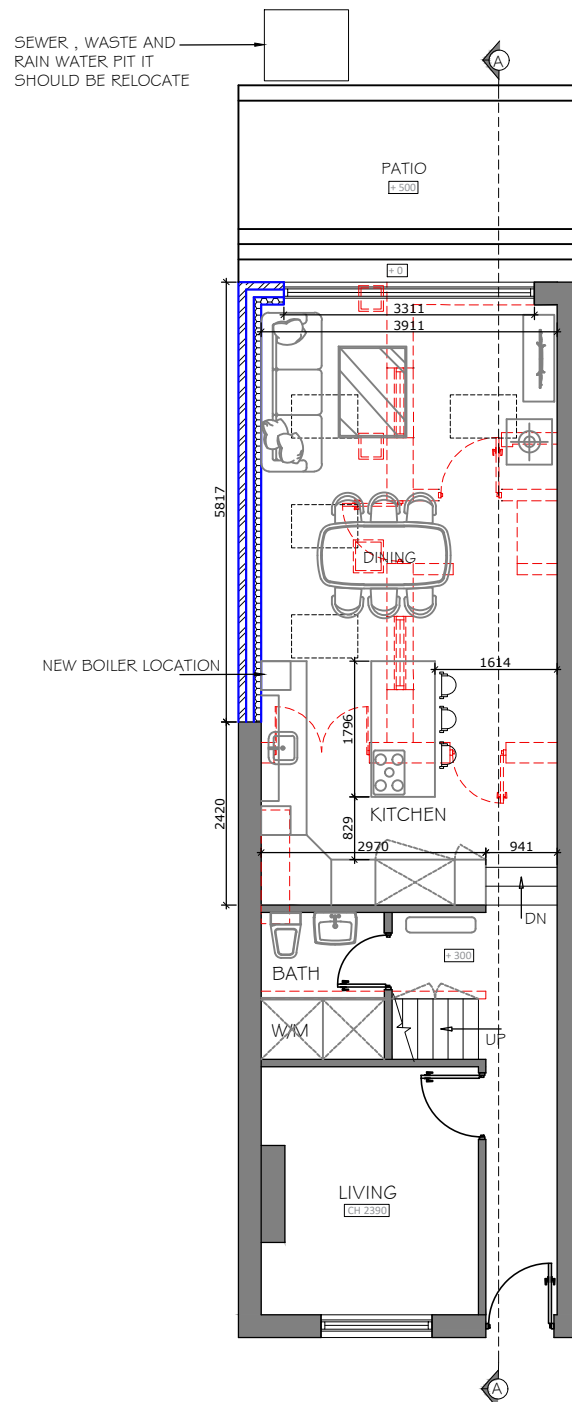 SEWER , WASTE AND
RAIN WATER PIT IT
SHOULD BE RELOCATE
A
PATIO
+ 500
+ 0
3311
3911
5817
DINING
NEW BOILER LOCATION
1614
1796
KITCHEN
2420
829
2970
941
DN
BATH
+ 300
W/M
UP
LIVING
CH 2390
A